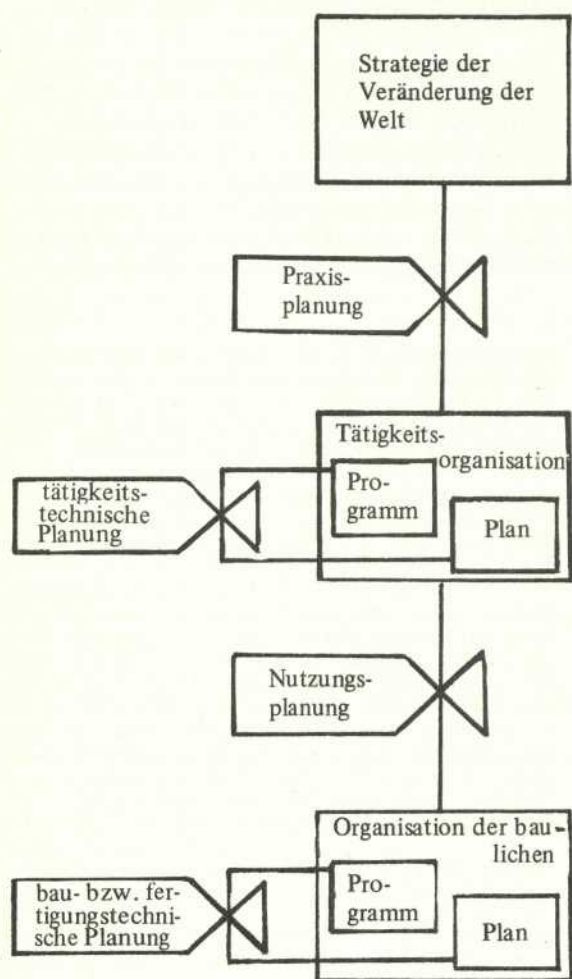 Strategie der
Veränderung der
Welt
Praxis-
planung
Tätigkeits-
organisation
Pro-
gramm
Plan
tätigkeits-
technische
Planung
Nutzungs-
planung
Organisation der bau-
lichen
Pro-
gramm
Plan
bau- bzw. fer-
tigungstechni-
sche Planung